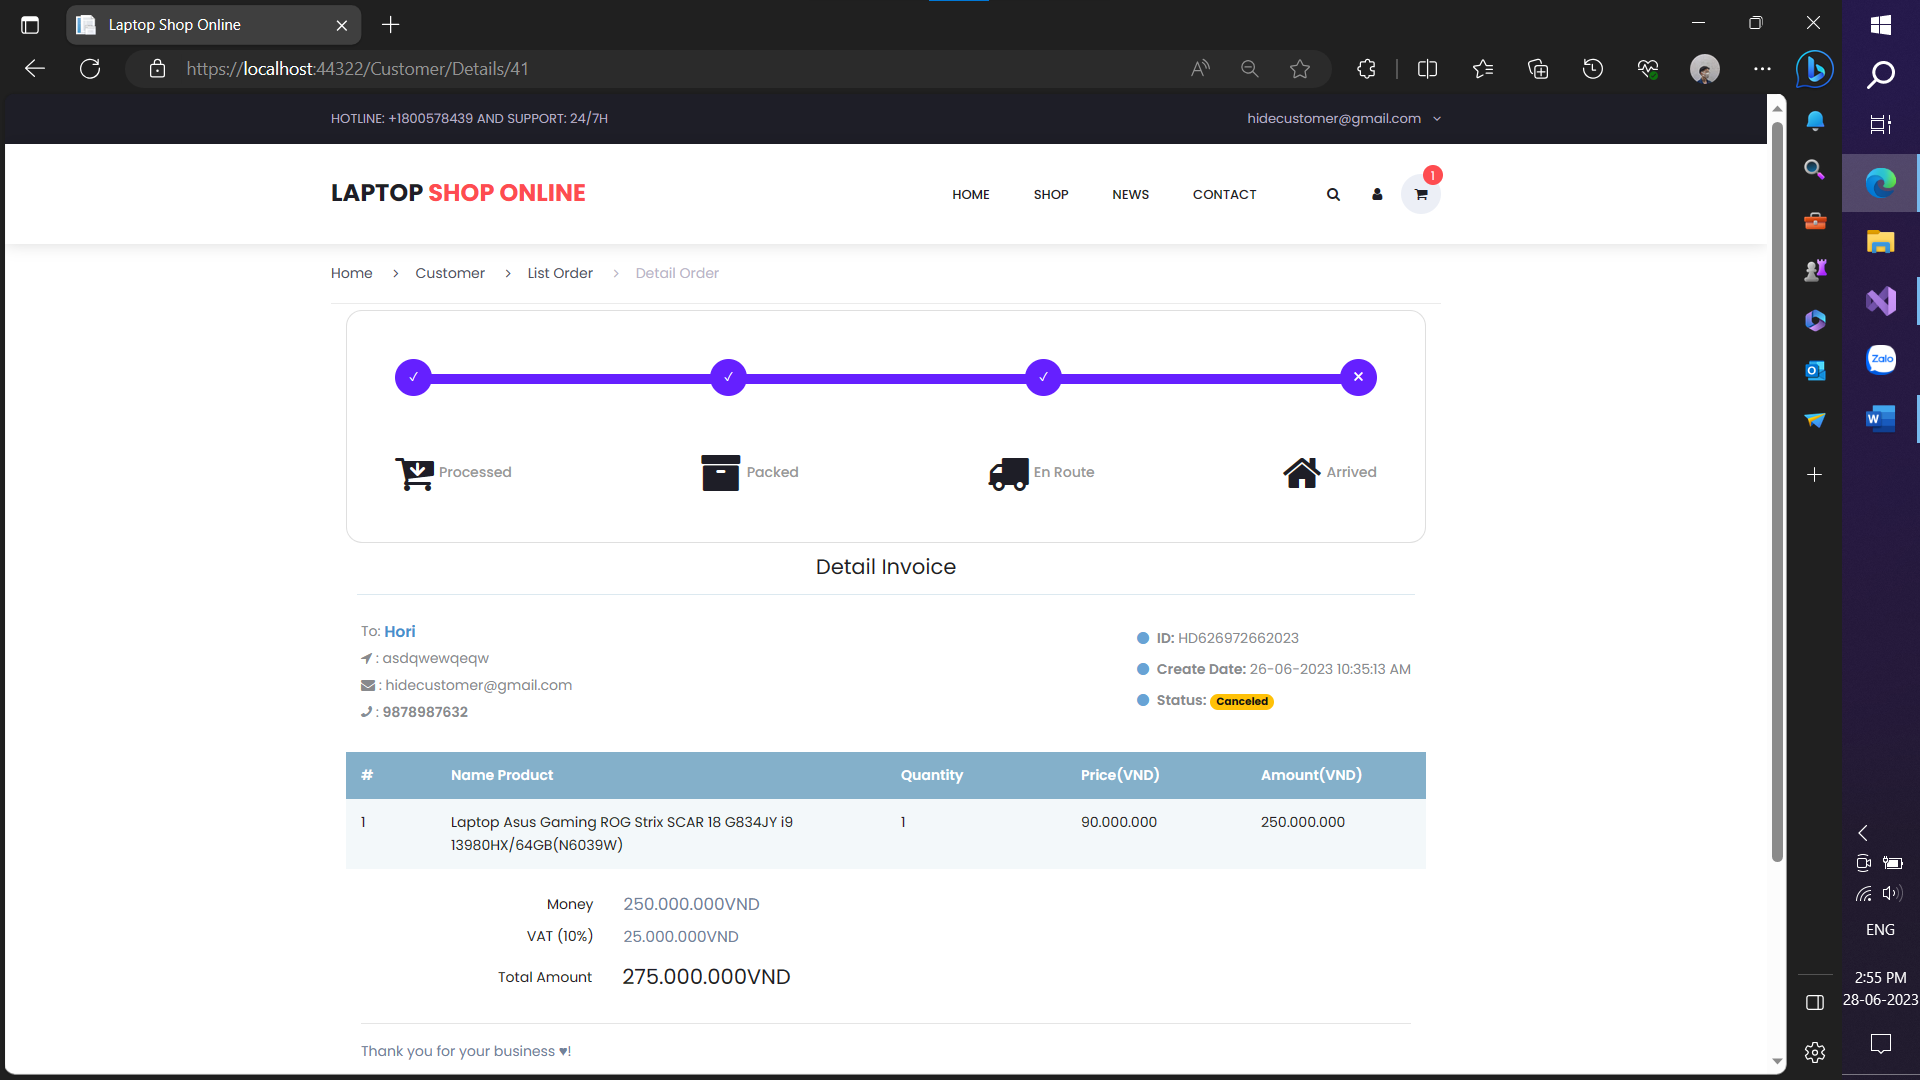 Laptop Shop Online
https://localhost:44322/Customer/Details/41
HOTLINE: +1800578439 AND SUPPORT: 24/7H
hidecustomer@gmail.com
LAPTOP SHOP ONLINE
HOME
SHOP
NEWS
CONTACT
1
Home > Customer > List Order > Detail Order
Processed
Packed
En Route
Arrived
Detail Invoice
To: Hori
: asdqwewqeqw
: hidecustomer@gmail.com
: 9878987632
ID: HD626972662023
Create Date: 26-06-2023 10:35:13 AM
Status: Canceled
# Name Product Quantity Price(VND) Amount(VND)
1 Laptop Asus Gaming ROG Strix SCAR 18 G834JY i9 1 90.000.000 250.000.000
13980HX/64GB(N6039W)
Money 250.000.000VND
VAT (10%) 25.000.000VND
Total Amount 275.000.000VND
Thank you for your business ♥!
Zalo
W
ENG
2:55 PM
28-06-2023